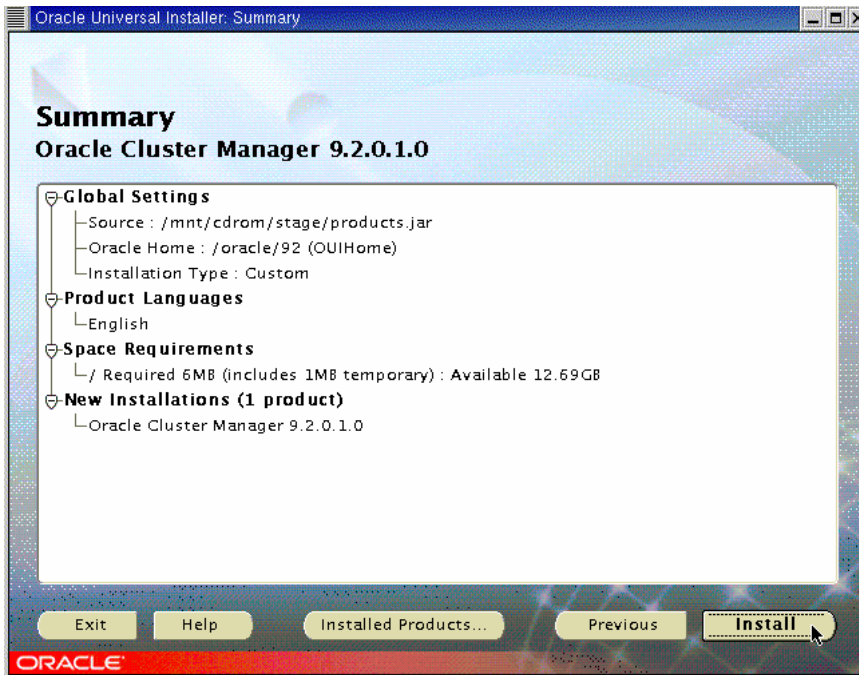 Oracle Universal Installer: Summary
Summary
Oracle Cluster Manager 9.2.0.1.0
Global Settings
Source : /mnt/cdrom/stage/products.jar
Oracle Home : /oracle/92 (OUIHome)
Installation Type : Custom
Product Languages
English
Space Requirements
/ Required 6MB (includes 1MB temporary) : Available 12.69GB
New Installations (1 product)
Oracle Cluster Manager 9.2.0.1.0
Exit Help Installed Products... Previous Install
ORACLE